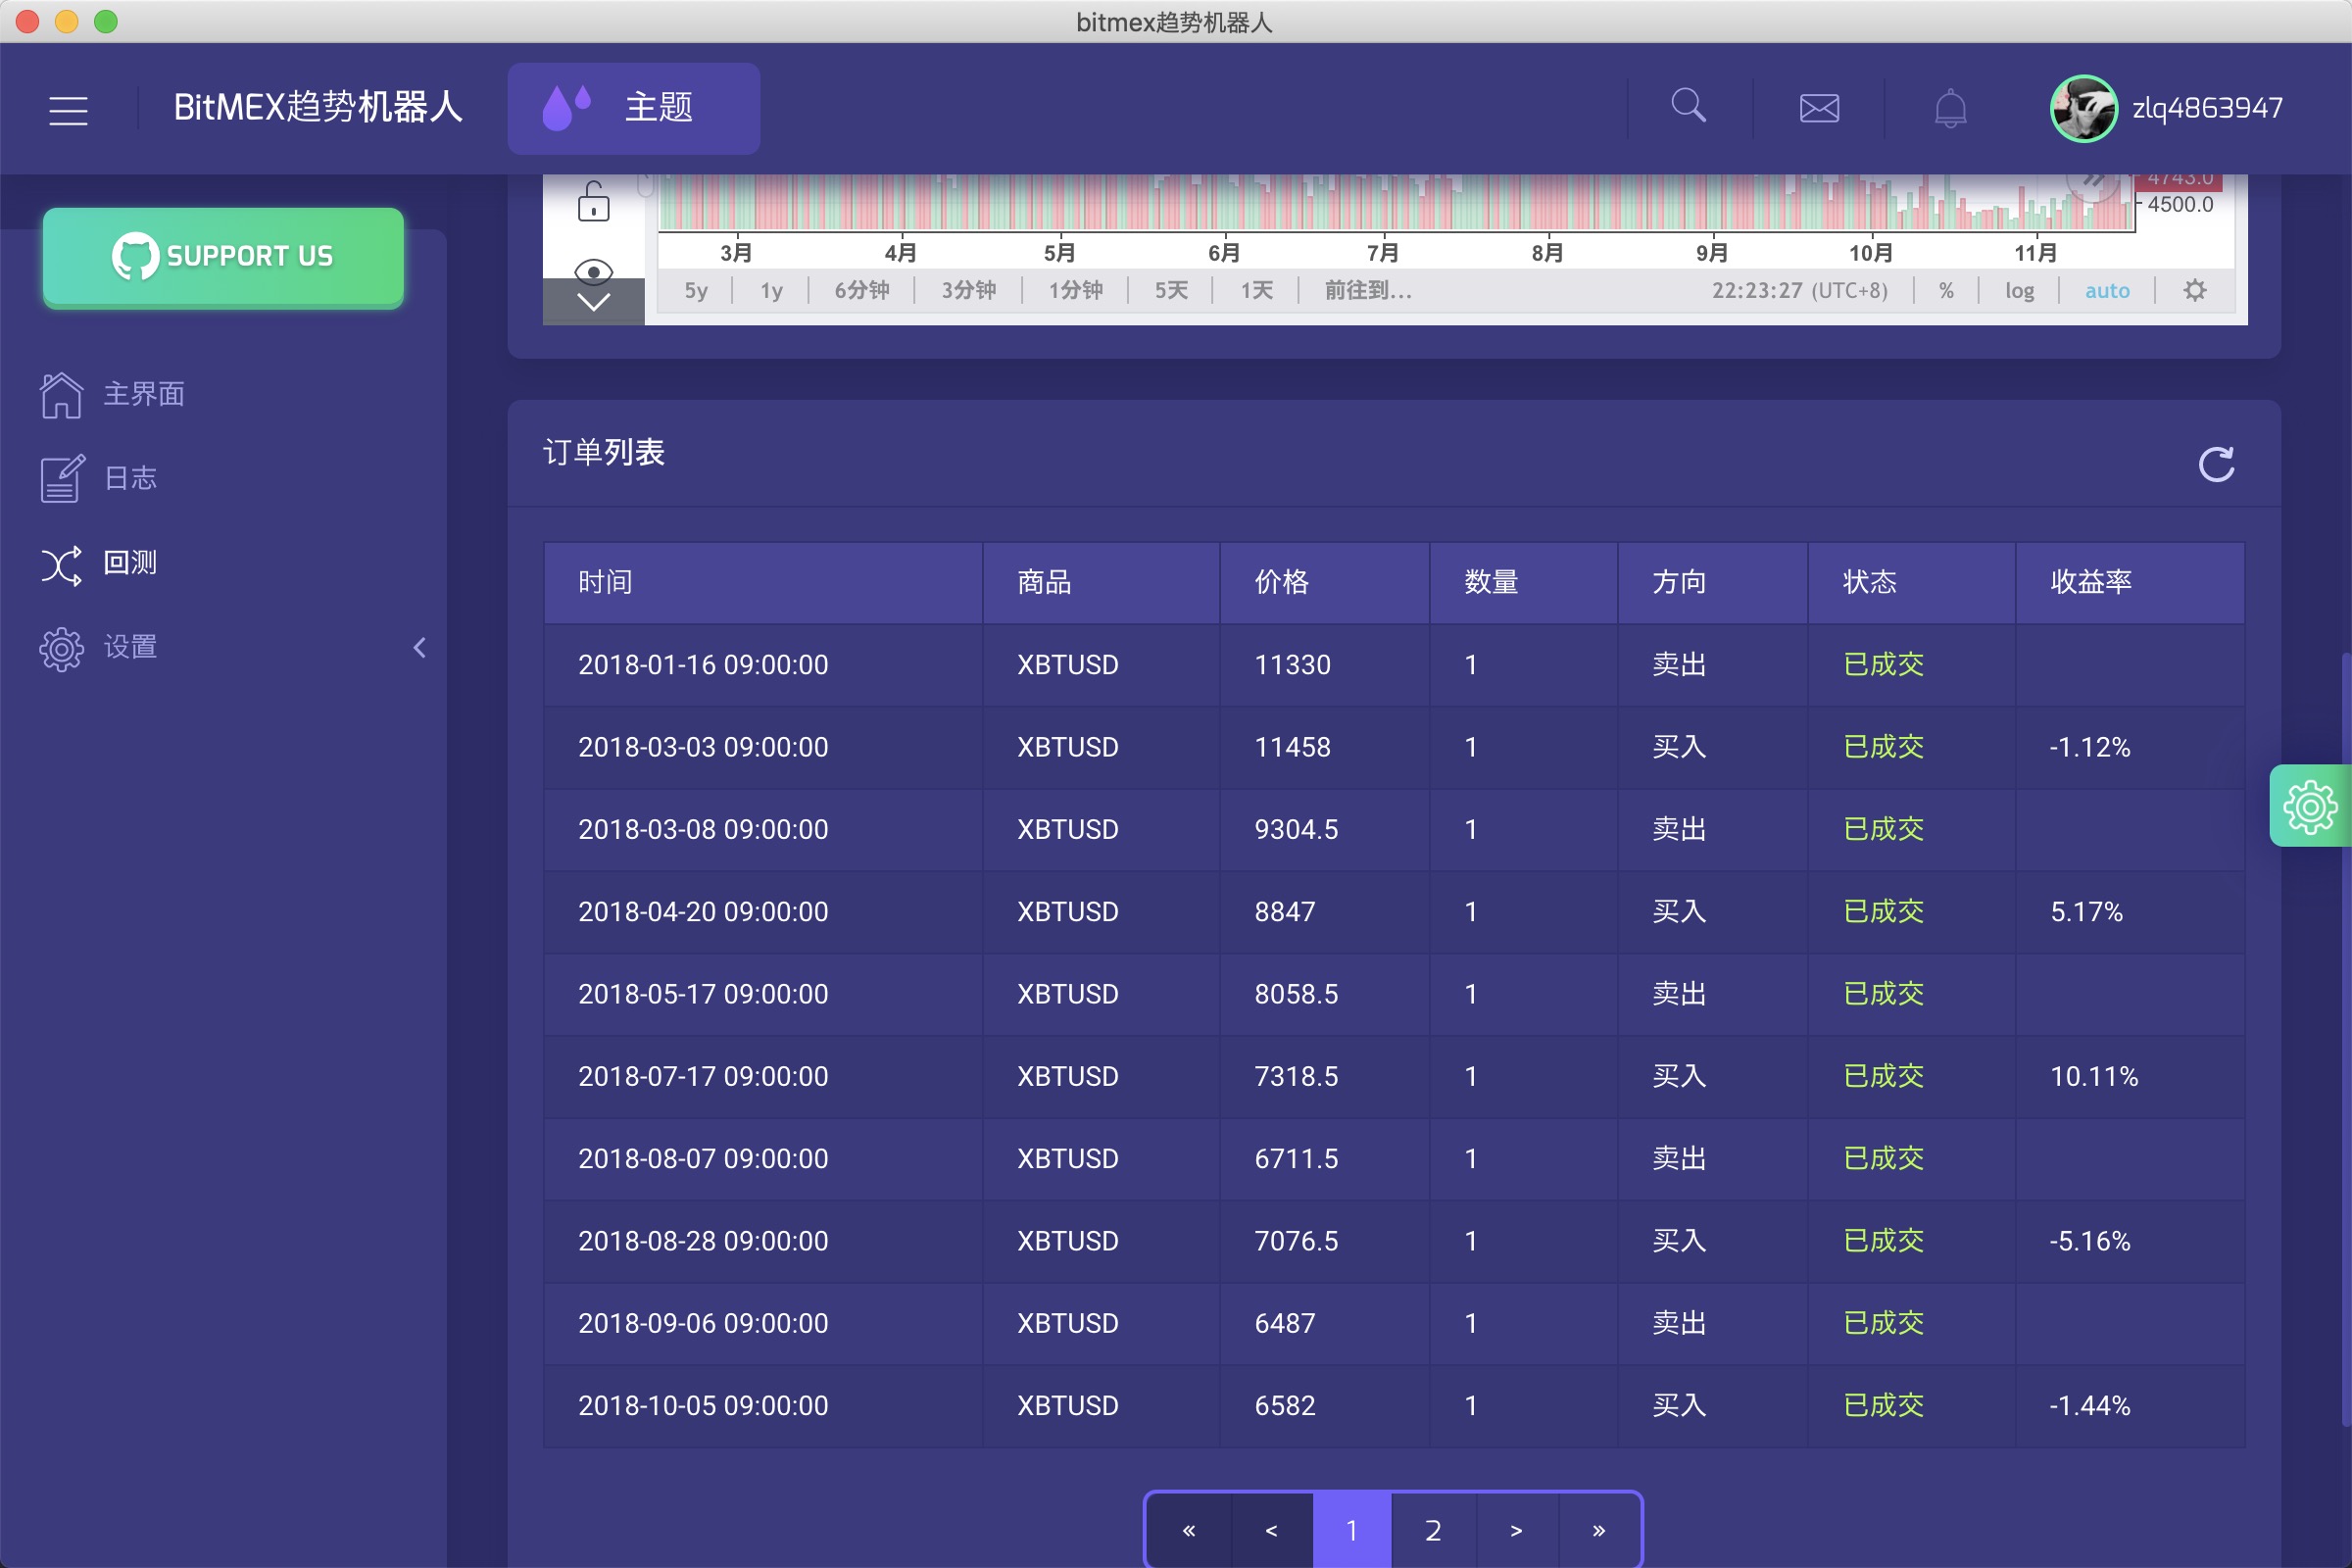 bitmex趋势机器人
BitMEX趋势机器人
主题
zlq4863947
SUPPORT US
主界面
日志
回测
设置
4743.0
4500.0
3月 4月 5月 6月 7月 8月 9月 10月 11月
5y 1y 6分钟 3分钟 1分钟 5天 1天 前往到... 22:23:27 (UTC+8) % log auto
订单列表
时间 商品 价格 数量 方向 状态 收益率
2018-01-16 09:00:00 XBTUSD 11330 1 卖出 已成交
2018-03-03 09:00:00 XBTUSD 11458 1 买入 已成交 -1.12%
2018-03-08 09:00:00 XBTUSD 9304.5 1 卖出 已成交
2018-04-20 09:00:00 XBTUSD 8847 1 买入 已成交 5.17%
2018-05-17 09:00:00 XBTUSD 8058.5 1 卖出 已成交
2018-07-17 09:00:00 XBTUSD 7318.5 1 买入 已成交 10.11%
2018-08-07 09:00:00 XBTUSD 6711.5 1 卖出 已成交
2018-08-28 09:00:00 XBTUSD 7076.5 1 买入 已成交 -5.16%
2018-09-06 09:00:00 XBTUSD 6487 1 卖出 已成交
2018-10-05 09:00:00 XBTUSD 6582 1 买入 已成交 -1.44%
« < 1 2 > »